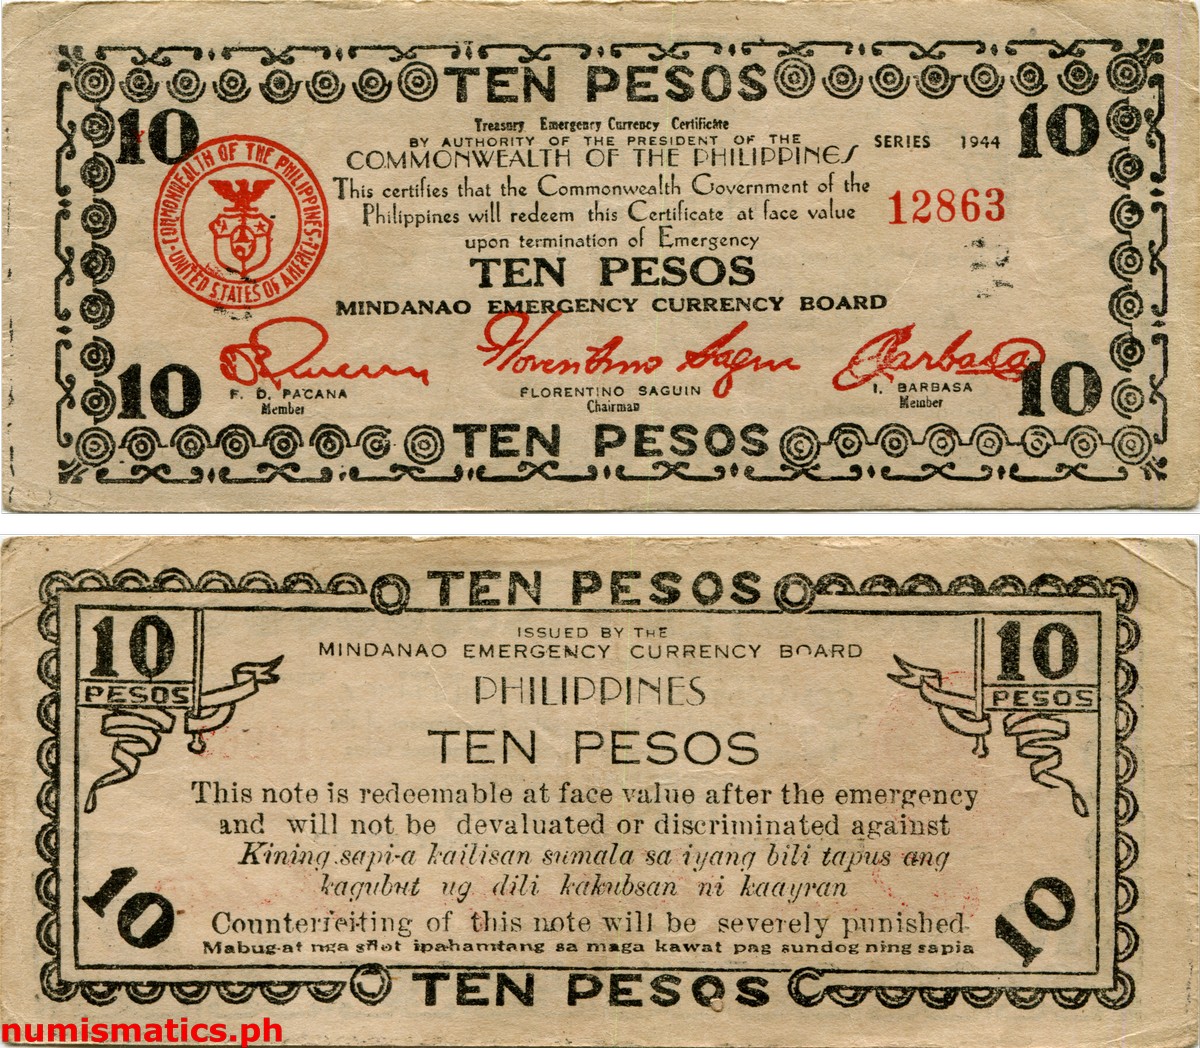 TEN PESOS
10 10
Treasury Emergency Currency Certificate
BY AUTHORITY OF THE PRESIDENT OF THE
COMMONWEALTH OF THE PHILIPPINES
SERIES 1944
COMMONWEALTH OF THE PHILIPPINES
UNITED STATES OF AMERICA
This certifies that the Commonwealth Government of the
Philippines will redeem this Certificate at face value
upon termination of Emergency
12863
TEN PESOS
MINDANAO EMERGENCY CURRENCY BOARD
Florentino Saguin
Barbasa
10 10
F. D. PACANA
Member
FLORENTINO SAGUIN
Chairman
I. BARBASA
Member
TEN PESOS
TEN PESOS
10 PESOS
10 PESOS
ISSUED BY THE
MINDANAO EMERGENCY CURRENCY BOARD
PHILIPPINES
TEN PESOS
This note is redeemable at face value after the emergency
and will not be devaluated or discriminated against
Kining sapi-a kailisan sumala sa iyang bili tapus ang
kagubut ug dili kakubsan ni kaayran
Counterfeiting of this note will be severely punished
Mabug-at nga silot ipahamtang sa maga kawat pag sundog ning sapia
10 10
TEN PESOS
numismatics.ph